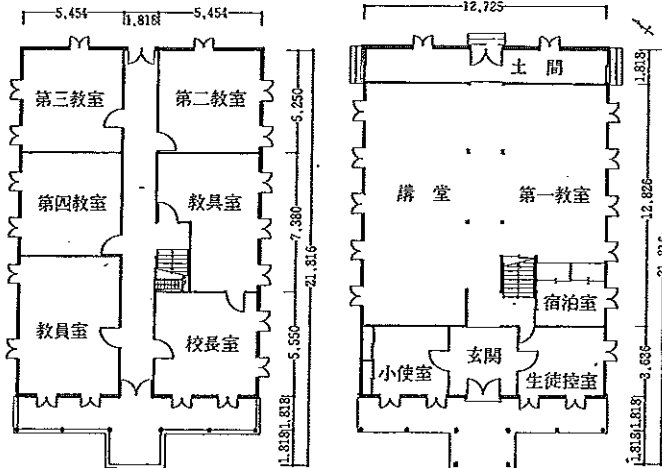 5,454 1,818 5,454
第三教室 第二教室
第四教室 教具室
教員室 校長室
5,250
7,380
5,550
1,818
1,818
21,816
12,725
土間
講堂 第一教室
宿泊室
小使室 玄関 生徒控室
1,818
12,826
3,636
1,818
1,818